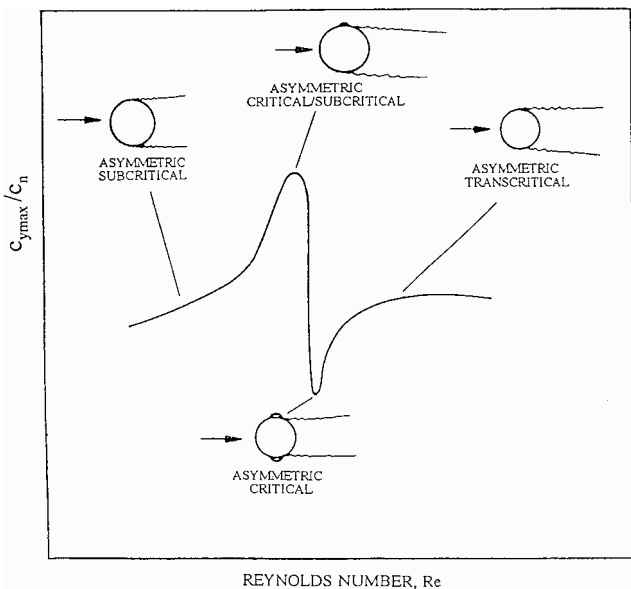 ASYMMETRIC
CRITICAL/SUBCRITICAL
ASYMMETRIC
SUBCRITICAL
ASYMMETRIC
TRANSCRITICAL
c_ymax/c_n
ASYMMETRIC
CRITICAL
REYNOLDS NUMBER, Re